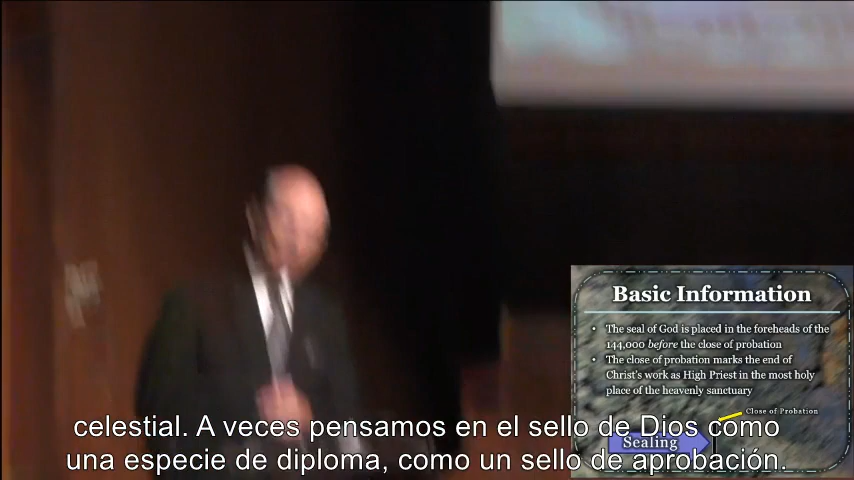 Basic Information
• The seal of God is placed in the foreheads of the
144,000 before the close of probation
• The close of probation marks the end of
Christ's work as High Priest in the most holy
place of the heavenly sanctuary
Close of Probation
Sealing
celestial. A veces pensamos en el sello de Dios como
una especie de diploma, como un sello de aprobación.